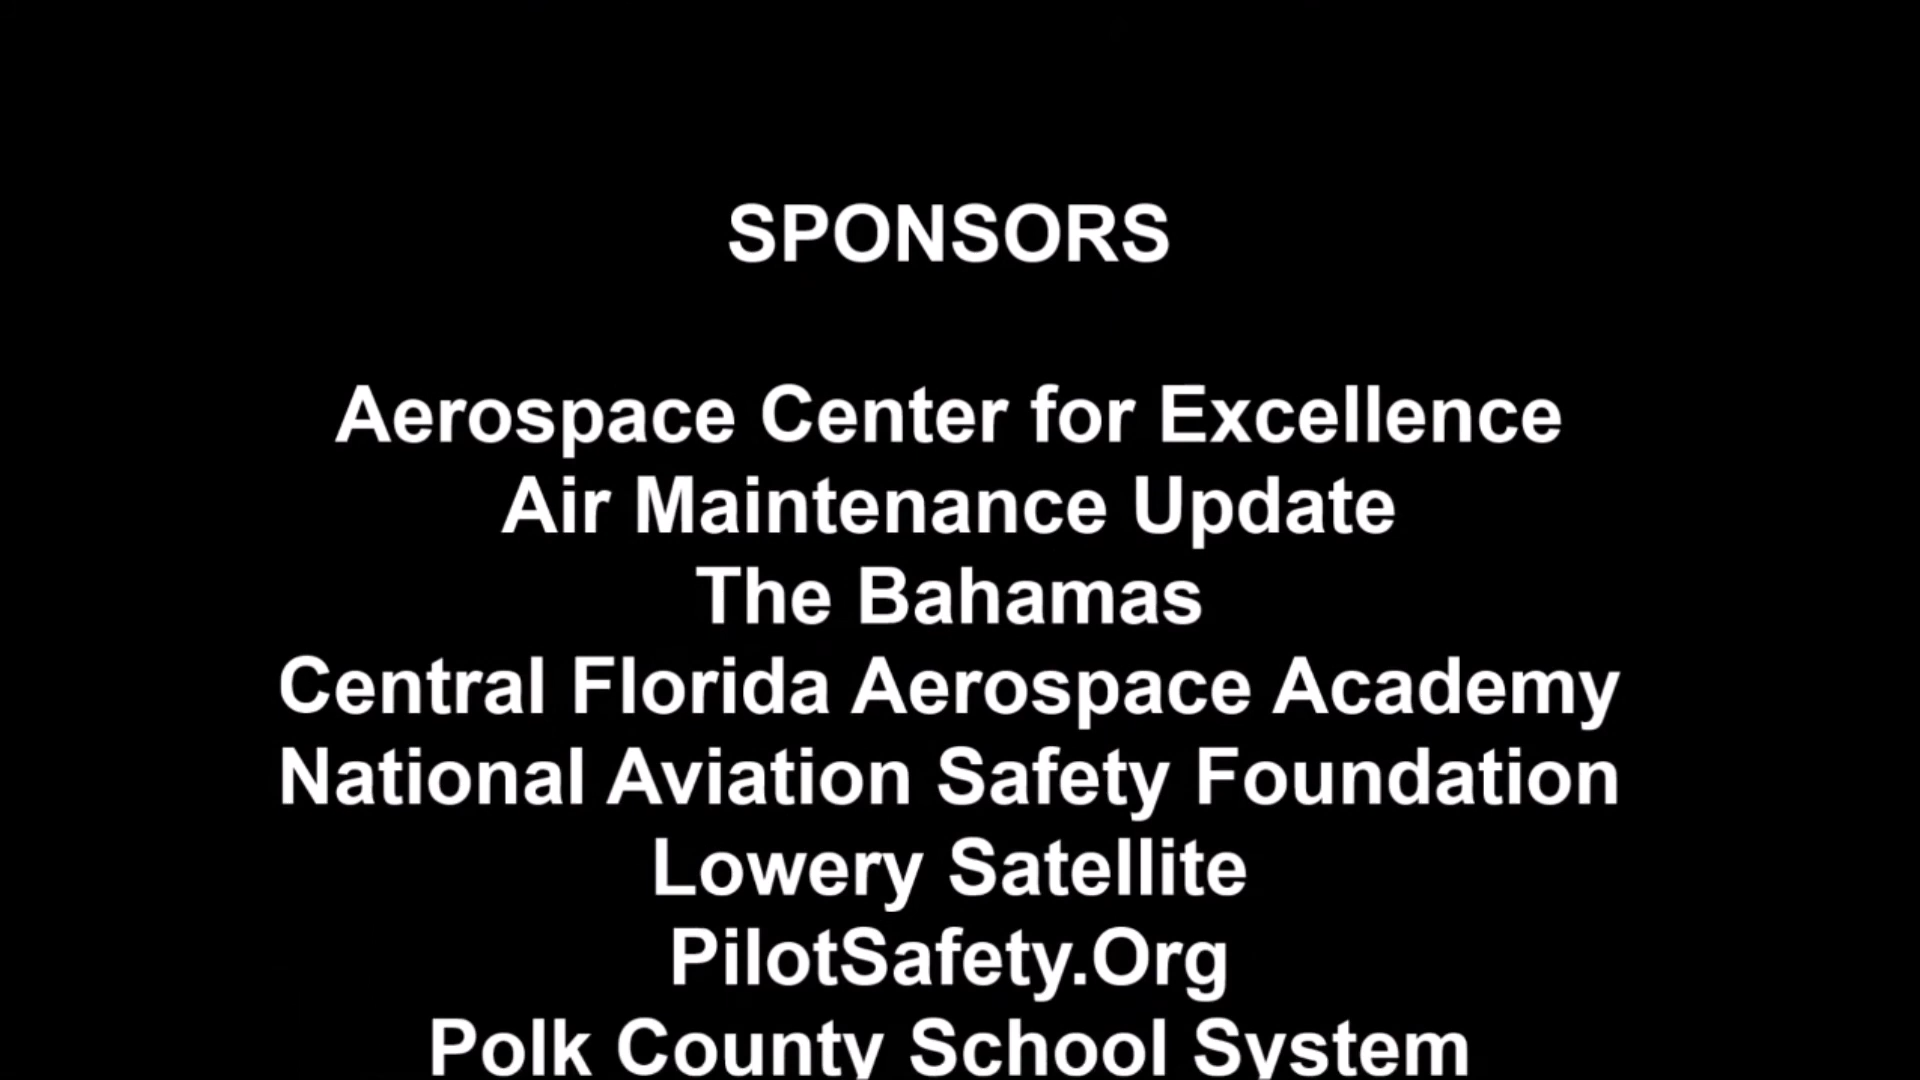 SPONSORS
Aerospace Center for Excellence
Air Maintenance Update
The Bahamas
Central Florida Aerospace Academy
National Aviation Safety Foundation
Lowery Satellite
PilotSafety.Org
Polk County School System